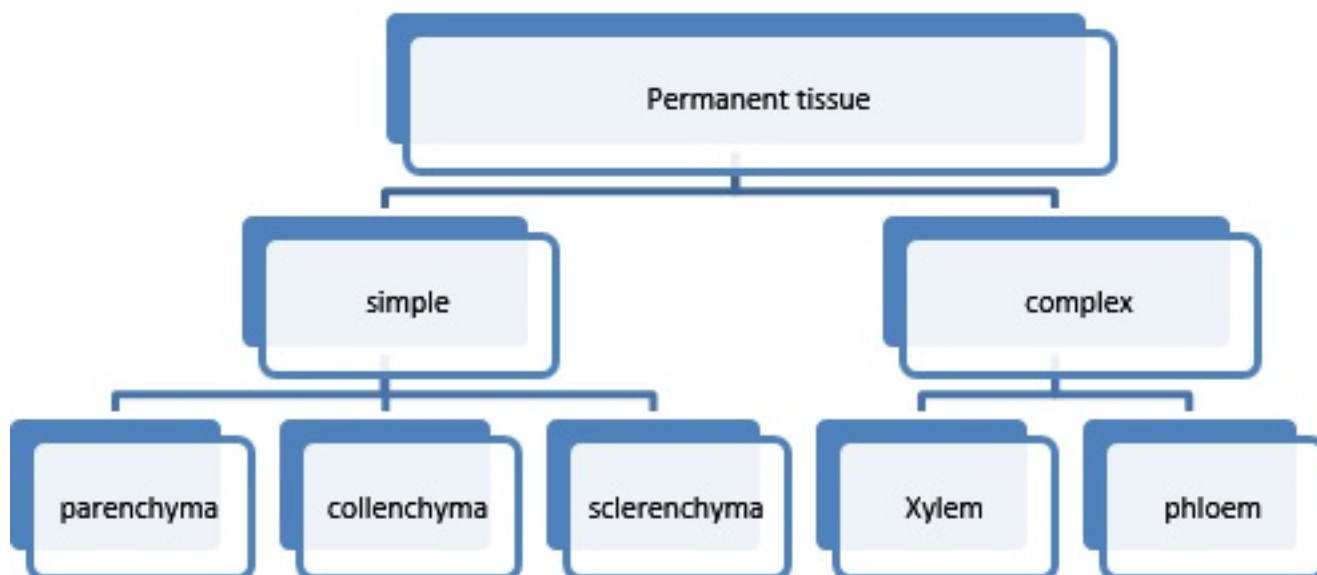 Permanent tissue
simple
complex
parenchyma
collenchyma
sclerenchyma
Xylem
phloem